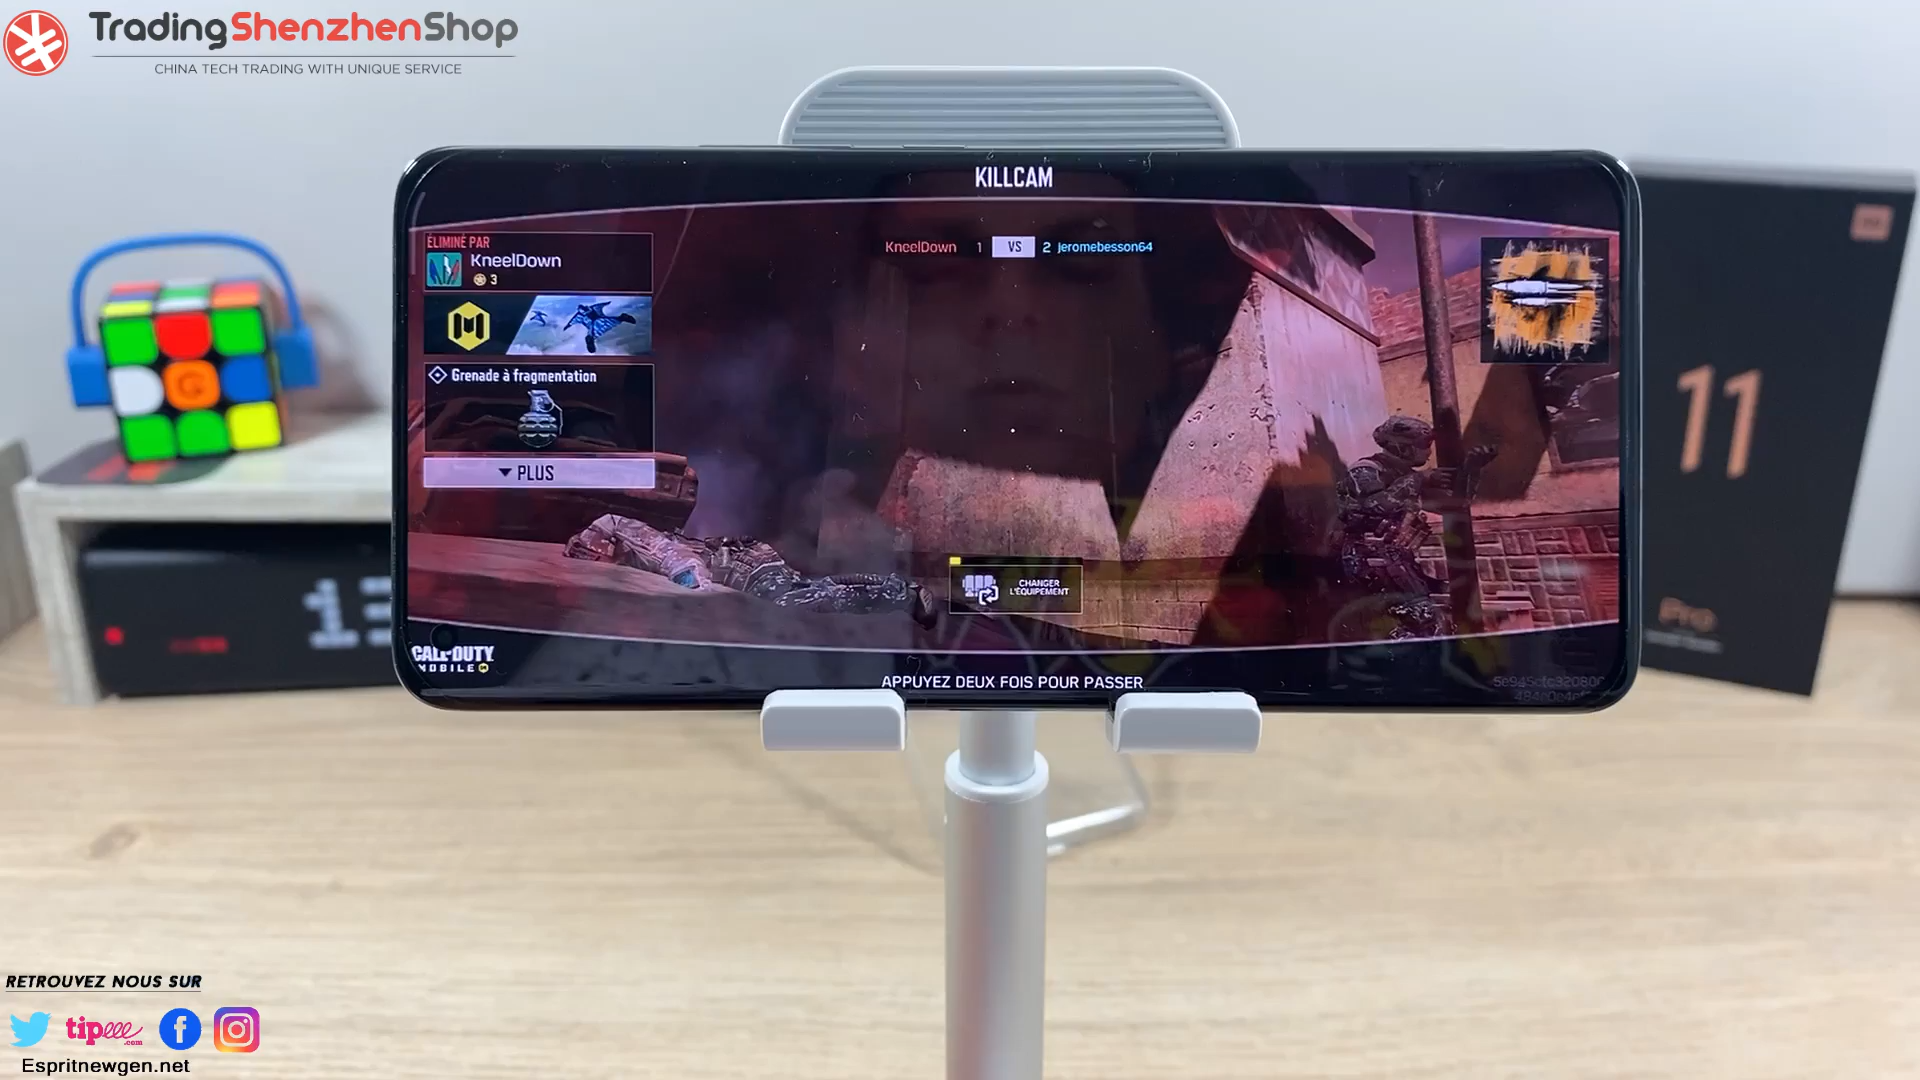 TradingShenzhenShop
CHINA TECH TRADING WITH UNIQUE SERVICE
KILLCAM
ÉLIMINÉ PAR
KneelDown
3
KneelDown 1 VS 2 jeromebesson64
Grenade à fragmentation
PLUS
CHANGER
L'ÉQUIPEMENT
CALL OF DUTY
MOBILE
APPUYEZ DEUX FOIS POUR PASSER
11
Pro
G
RETROUVEZ NOUS SUR
tipeee
.com
Espritnewgen.net